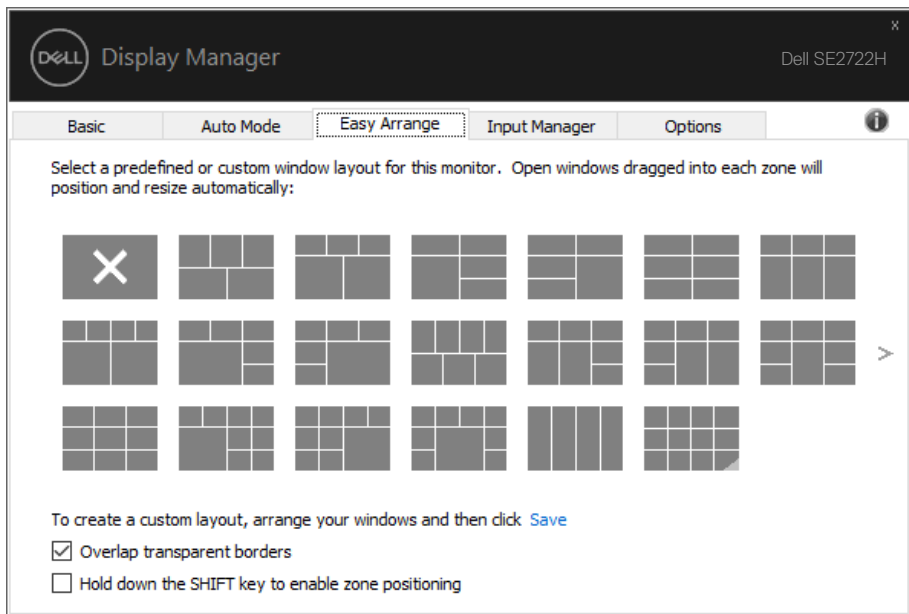 x
DELL
Display Manager
Dell SE2722H
Basic
Auto Mode
Easy Arrange
Input Manager
Options
i
Select a predefined or custom window layout for this monitor.  Open windows dragged into each zone will
position and resize automatically:
>
To create a custom layout, arrange your windows and then click  Save
Overlap transparent borders
Hold down the SHIFT key to enable zone positioning